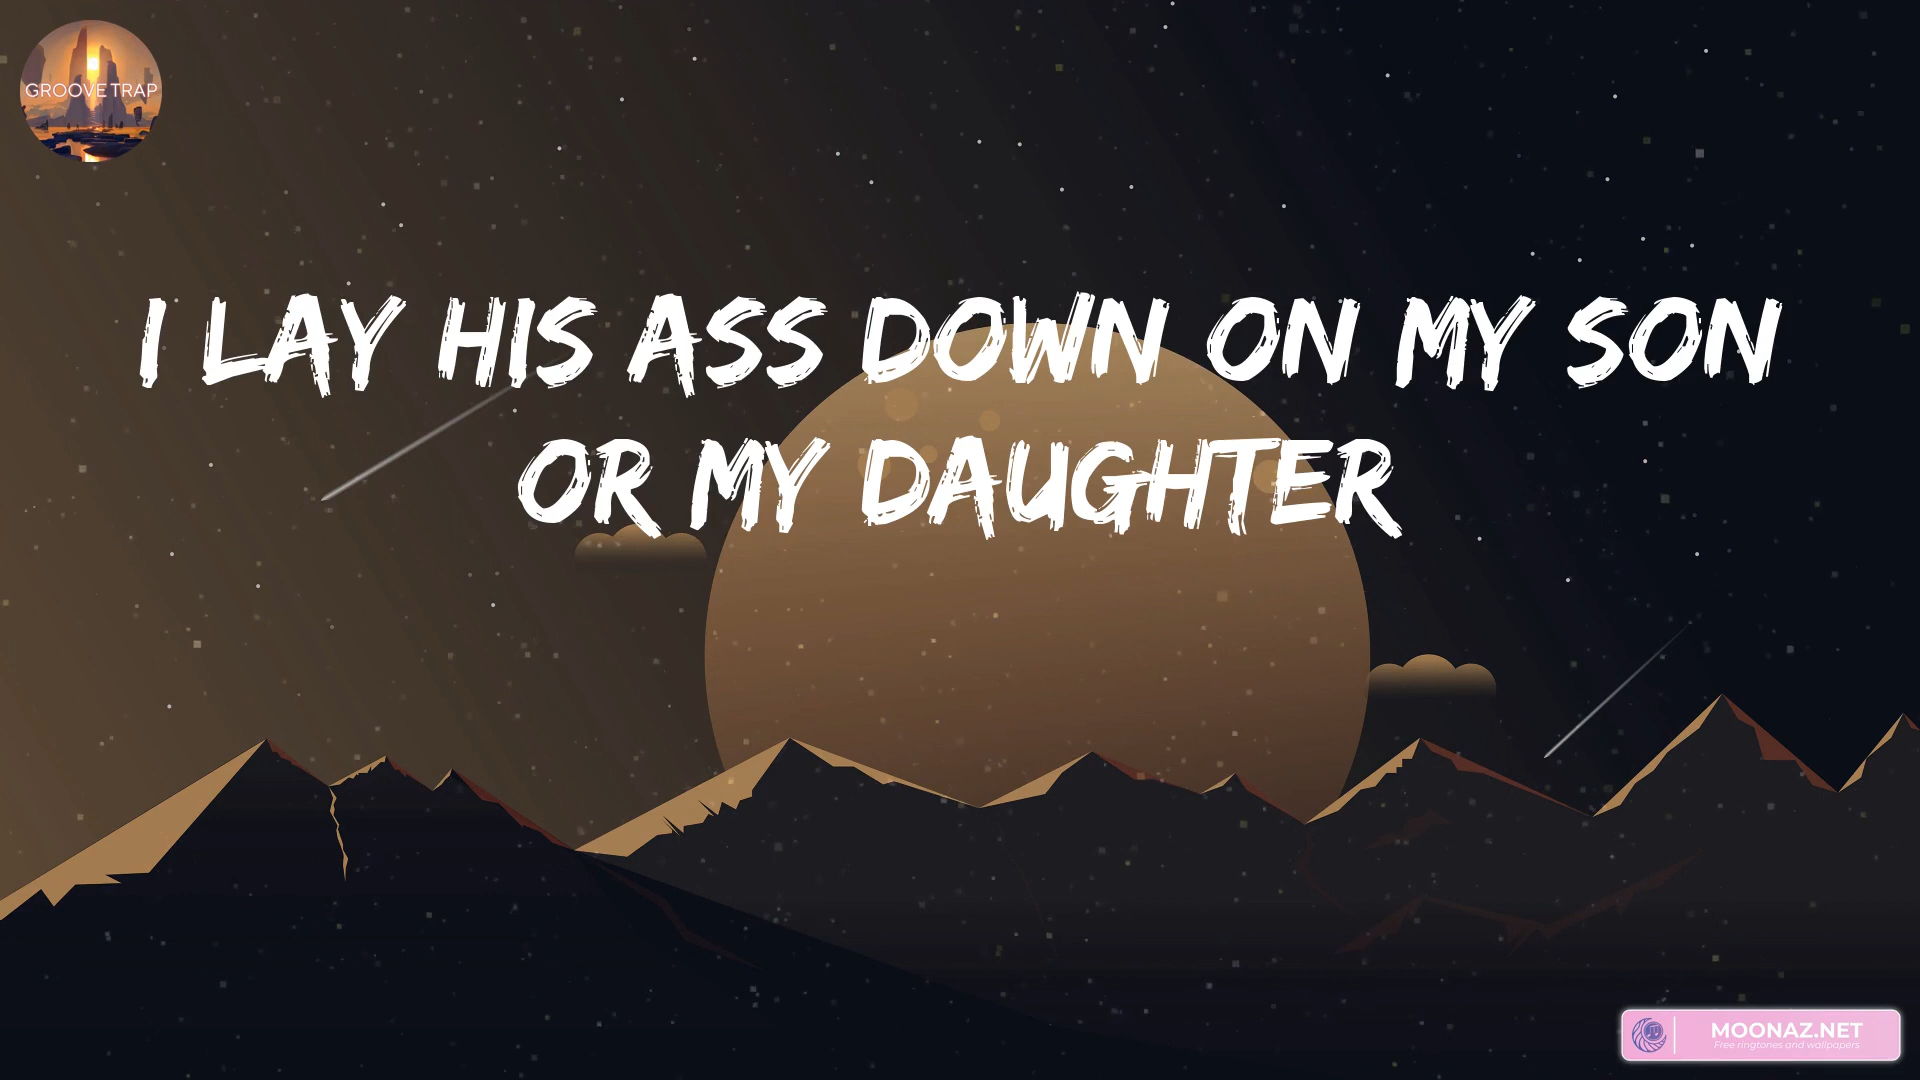 GROOVE TRAP
I LAY HIS ASS DOWN ON MY SON
OR MY DAUGHTER
MOONAZ.NET
Free ringtones and wallpapers